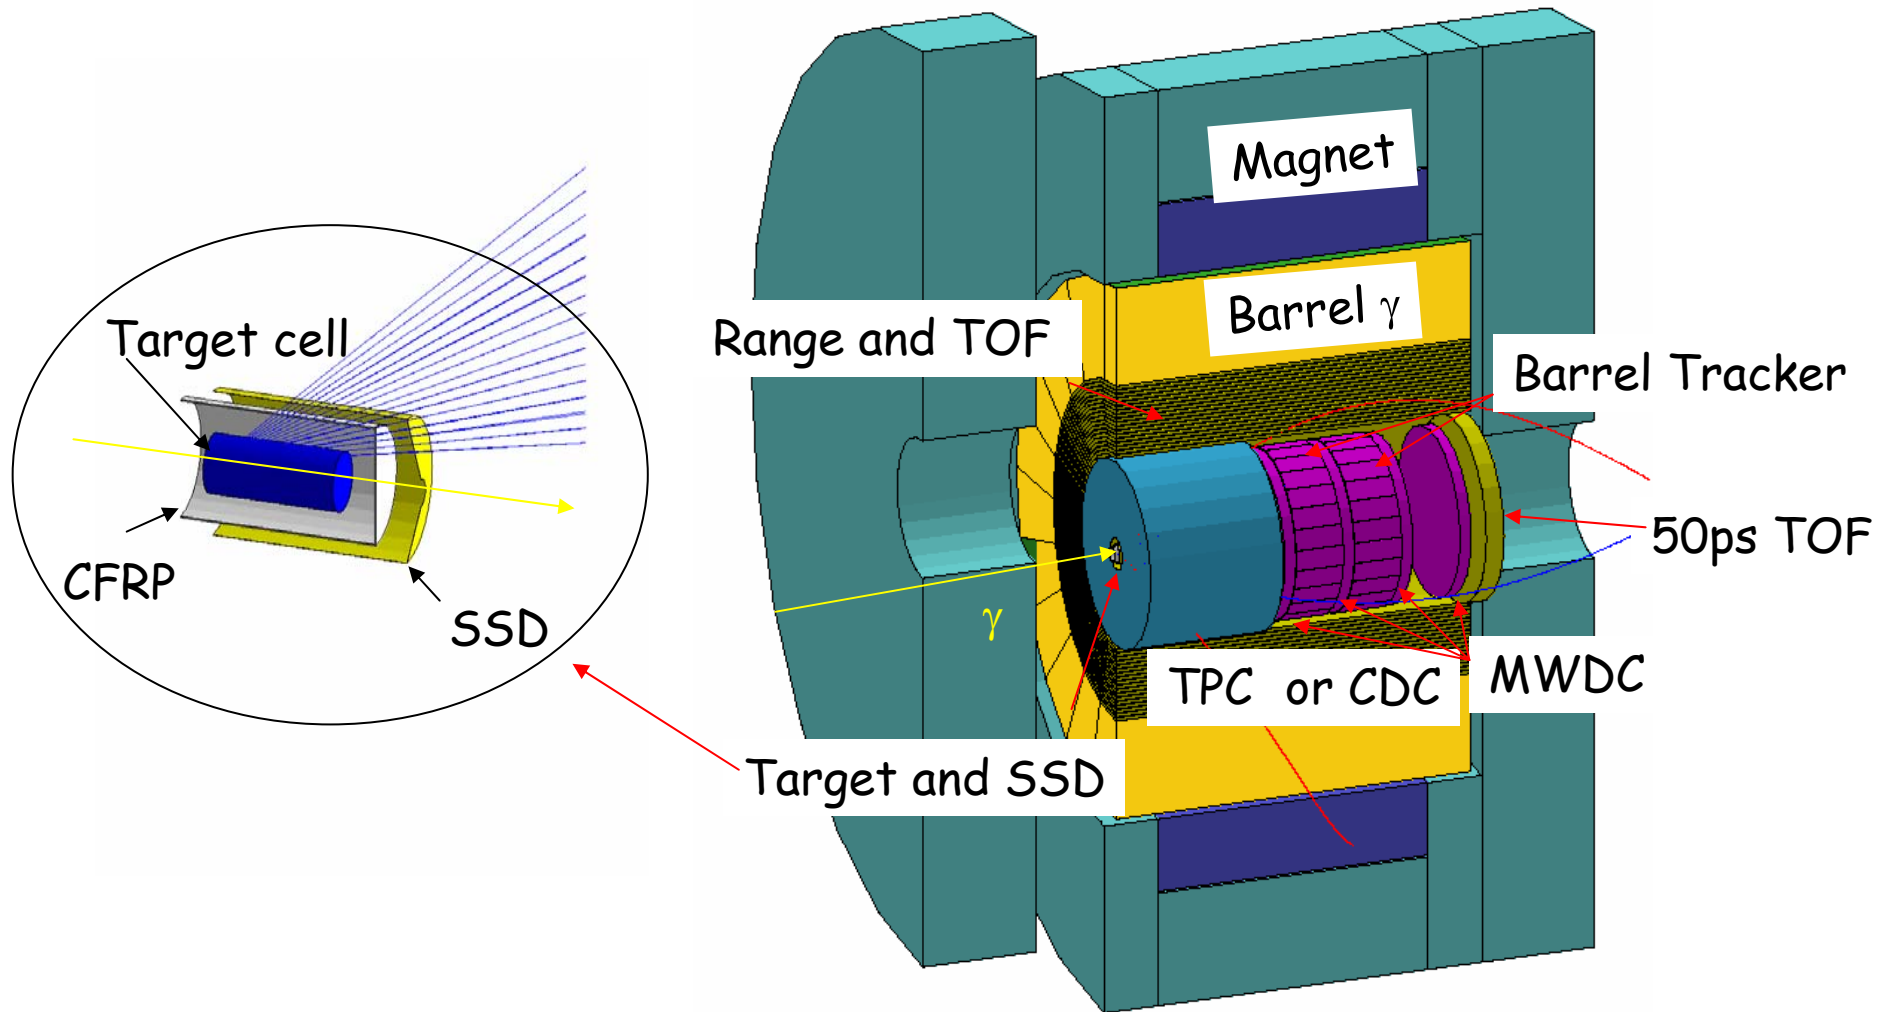 Target cell
CFRP
SSD
Magnet
Barrel γ
Range and TOF
Barrel Tracker
50ps TOF
γ
TPC or CDC
MWDC
Target and SSD